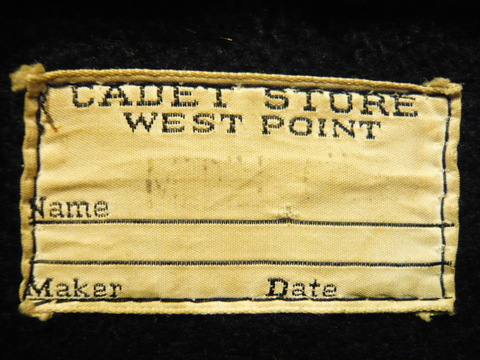 CADET STORE
WEST POINT
Name
Maker Date